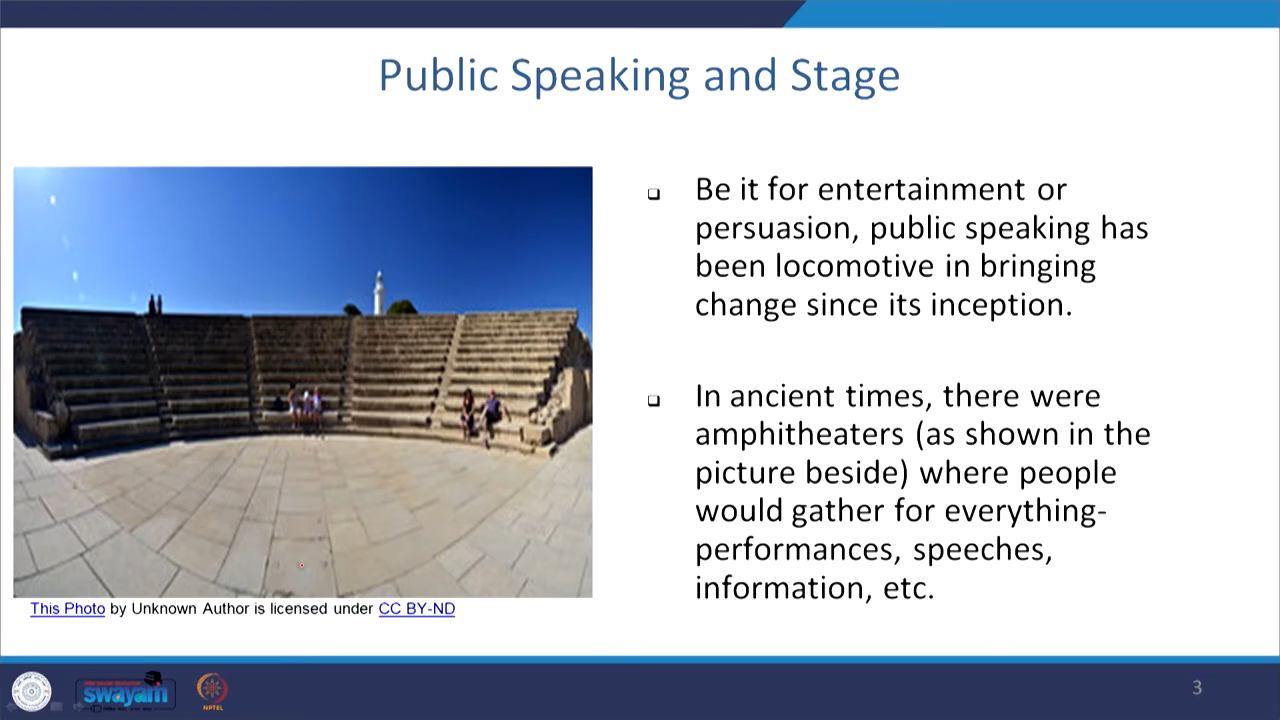 Public Speaking and Stage
Be it for entertainment or
persuasion, public speaking has
been locomotive in bringing
change since its inception.
In ancient times, there were
amphitheaters (as shown in the
picture beside) where people
would gather for everything-
performances, speeches,
information, etc.
This Photo by Unknown Author is licensed under CC BY-ND
swayam
NPTEL
3